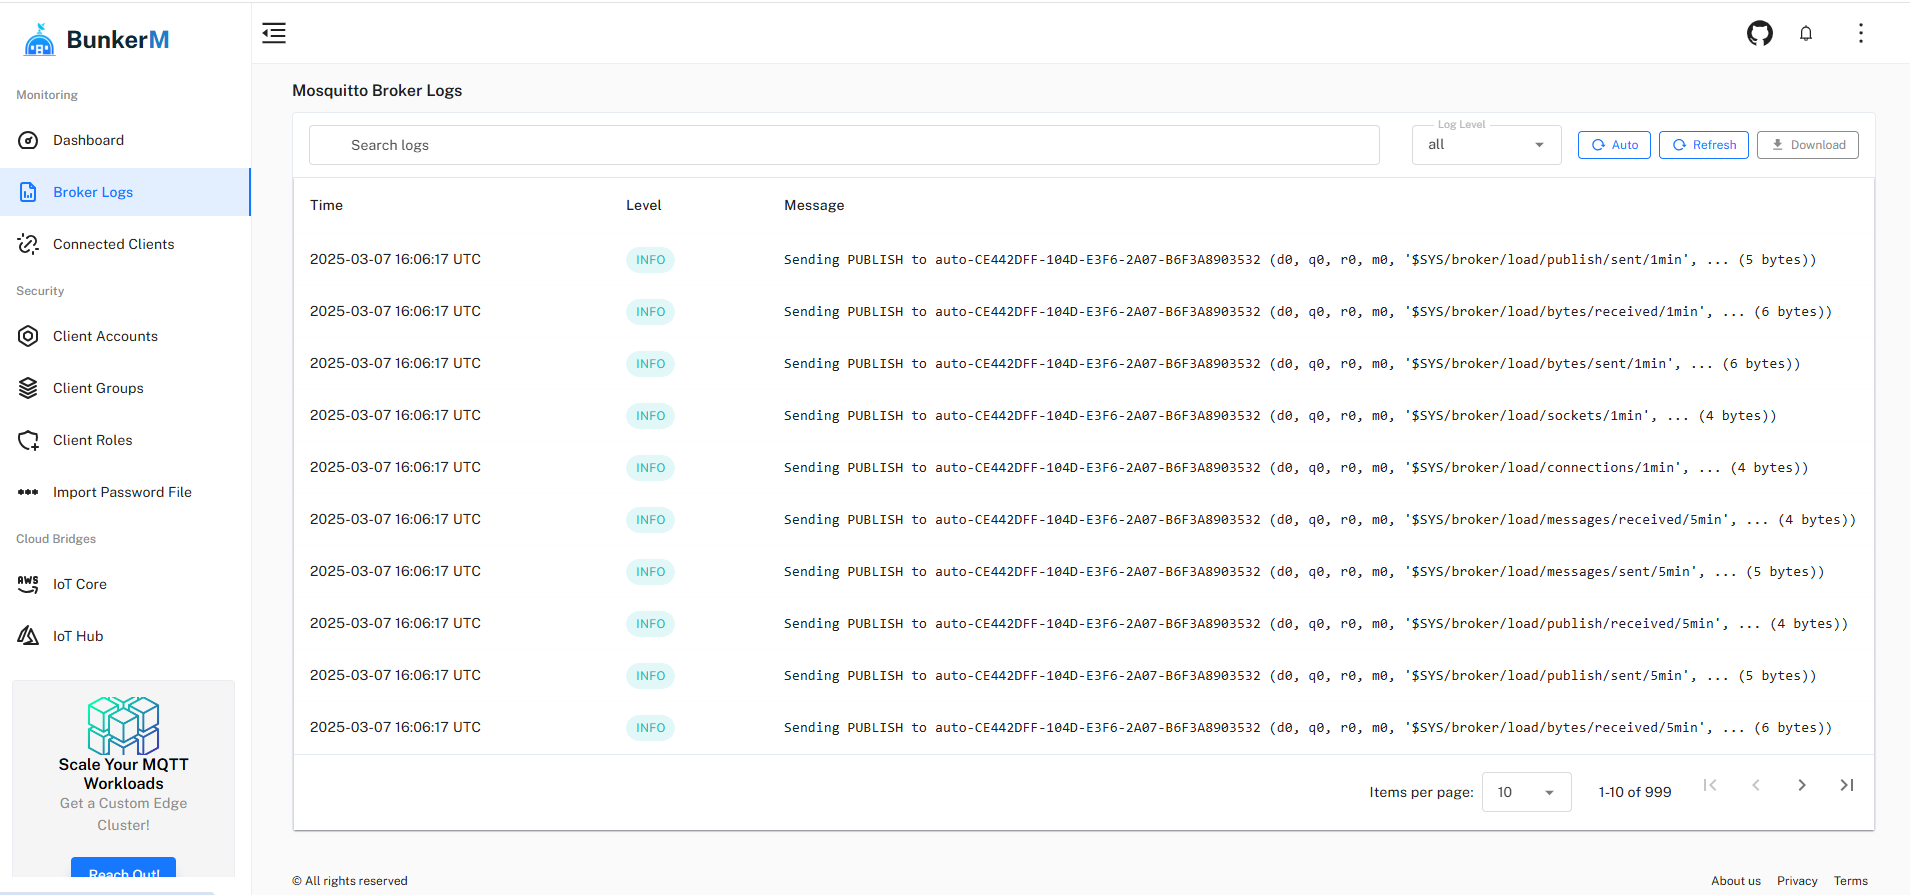 BunkerM
Monitoring
Dashboard
Broker Logs
Connected Clients
Security
Client Accounts
Client Groups
Client Roles
Import Password File
Cloud Bridges
AWS IoT Core
IoT Hub
Scale Your MQTT
Workloads
Get a Custom Edge
Cluster!
Reach Out!
Mosquitto Broker Logs
Search logs
Log Level
all
Auto
Refresh
Download
Time Level Message
2025-03-07 16:06:17 UTC INFO Sending PUBLISH to auto-CE442DFF-104D-E3F6-2A07-B6F3A8903532 (d0, q0, r0, m0, '$SYS/broker/load/publish/sent/1min', ... (5 bytes))
2025-03-07 16:06:17 UTC INFO Sending PUBLISH to auto-CE442DFF-104D-E3F6-2A07-B6F3A8903532 (d0, q0, r0, m0, '$SYS/broker/load/bytes/received/1min', ... (6 bytes))
2025-03-07 16:06:17 UTC INFO Sending PUBLISH to auto-CE442DFF-104D-E3F6-2A07-B6F3A8903532 (d0, q0, r0, m0, '$SYS/broker/load/bytes/sent/1min', ... (6 bytes))
2025-03-07 16:06:17 UTC INFO Sending PUBLISH to auto-CE442DFF-104D-E3F6-2A07-B6F3A8903532 (d0, q0, r0, m0, '$SYS/broker/load/sockets/1min', ... (4 bytes))
2025-03-07 16:06:17 UTC INFO Sending PUBLISH to auto-CE442DFF-104D-E3F6-2A07-B6F3A8903532 (d0, q0, r0, m0, '$SYS/broker/load/connections/1min', ... (4 bytes))
2025-03-07 16:06:17 UTC INFO Sending PUBLISH to auto-CE442DFF-104D-E3F6-2A07-B6F3A8903532 (d0, q0, r0, m0, '$SYS/broker/load/messages/received/5min', ... (4 bytes))
2025-03-07 16:06:17 UTC INFO Sending PUBLISH to auto-CE442DFF-104D-E3F6-2A07-B6F3A8903532 (d0, q0, r0, m0, '$SYS/broker/load/messages/sent/5min', ... (5 bytes))
2025-03-07 16:06:17 UTC INFO Sending PUBLISH to auto-CE442DFF-104D-E3F6-2A07-B6F3A8903532 (d0, q0, r0, m0, '$SYS/broker/load/publish/received/5min', ... (4 bytes))
2025-03-07 16:06:17 UTC INFO Sending PUBLISH to auto-CE442DFF-104D-E3F6-2A07-B6F3A8903532 (d0, q0, r0, m0, '$SYS/broker/load/publish/sent/5min', ... (5 bytes))
2025-03-07 16:06:17 UTC INFO Sending PUBLISH to auto-CE442DFF-104D-E3F6-2A07-B6F3A8903532 (d0, q0, r0, m0, '$SYS/broker/load/bytes/received/5min', ... (6 bytes))
Items per page: 10 1-10 of 999
© All rights reserved
About us Privacy Terms